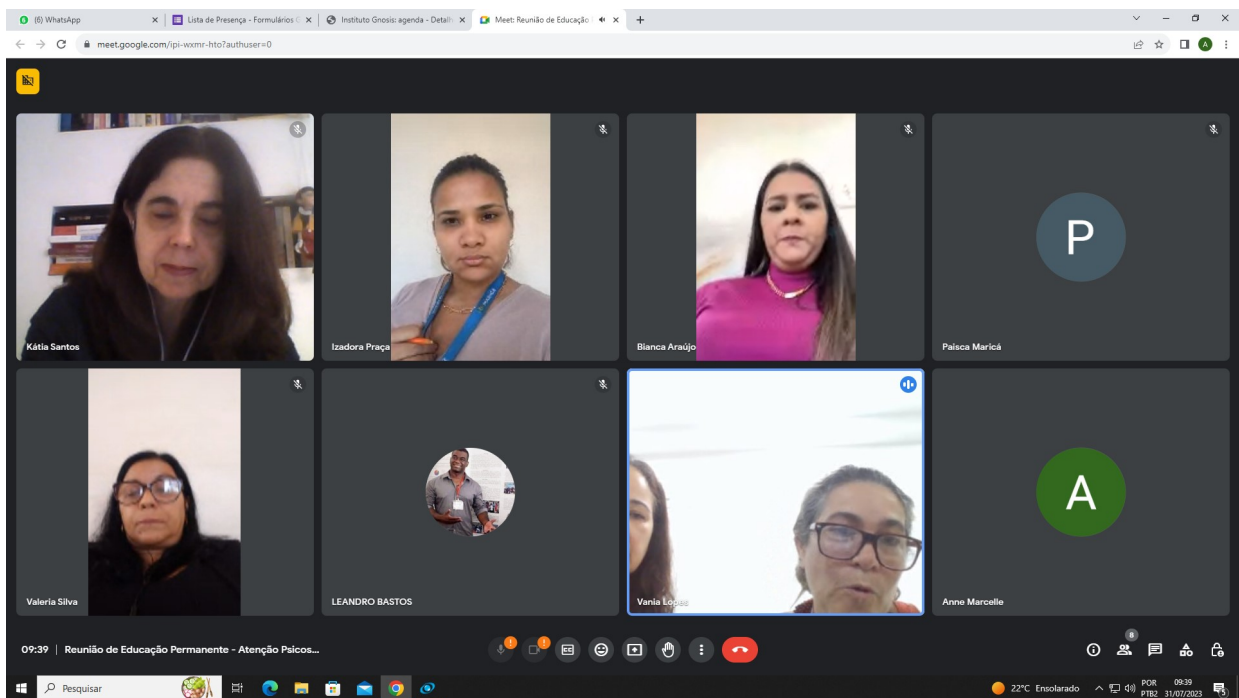 (6) WhatsApp
Lista de Presença - Formulários
Instituto Gnosis: agenda - Detalh
Meet: Reunião de Educação
meet.google.com/ipi-wxmr-hto?authuser=0
A
Kátia Santos
Izadora Praça
Bianca Araújo
P
Paisca Maricá
Valeria Silva
LEANDRO BASTOS
Vania Lopes
A
Anne Marcelle
09:39 | Reunião de Educação Permanente - Atenção Psicos...
CC
8
Pesquisar
22°C Ensolarado
POR
PTB2
09:39
31/07/2023
5